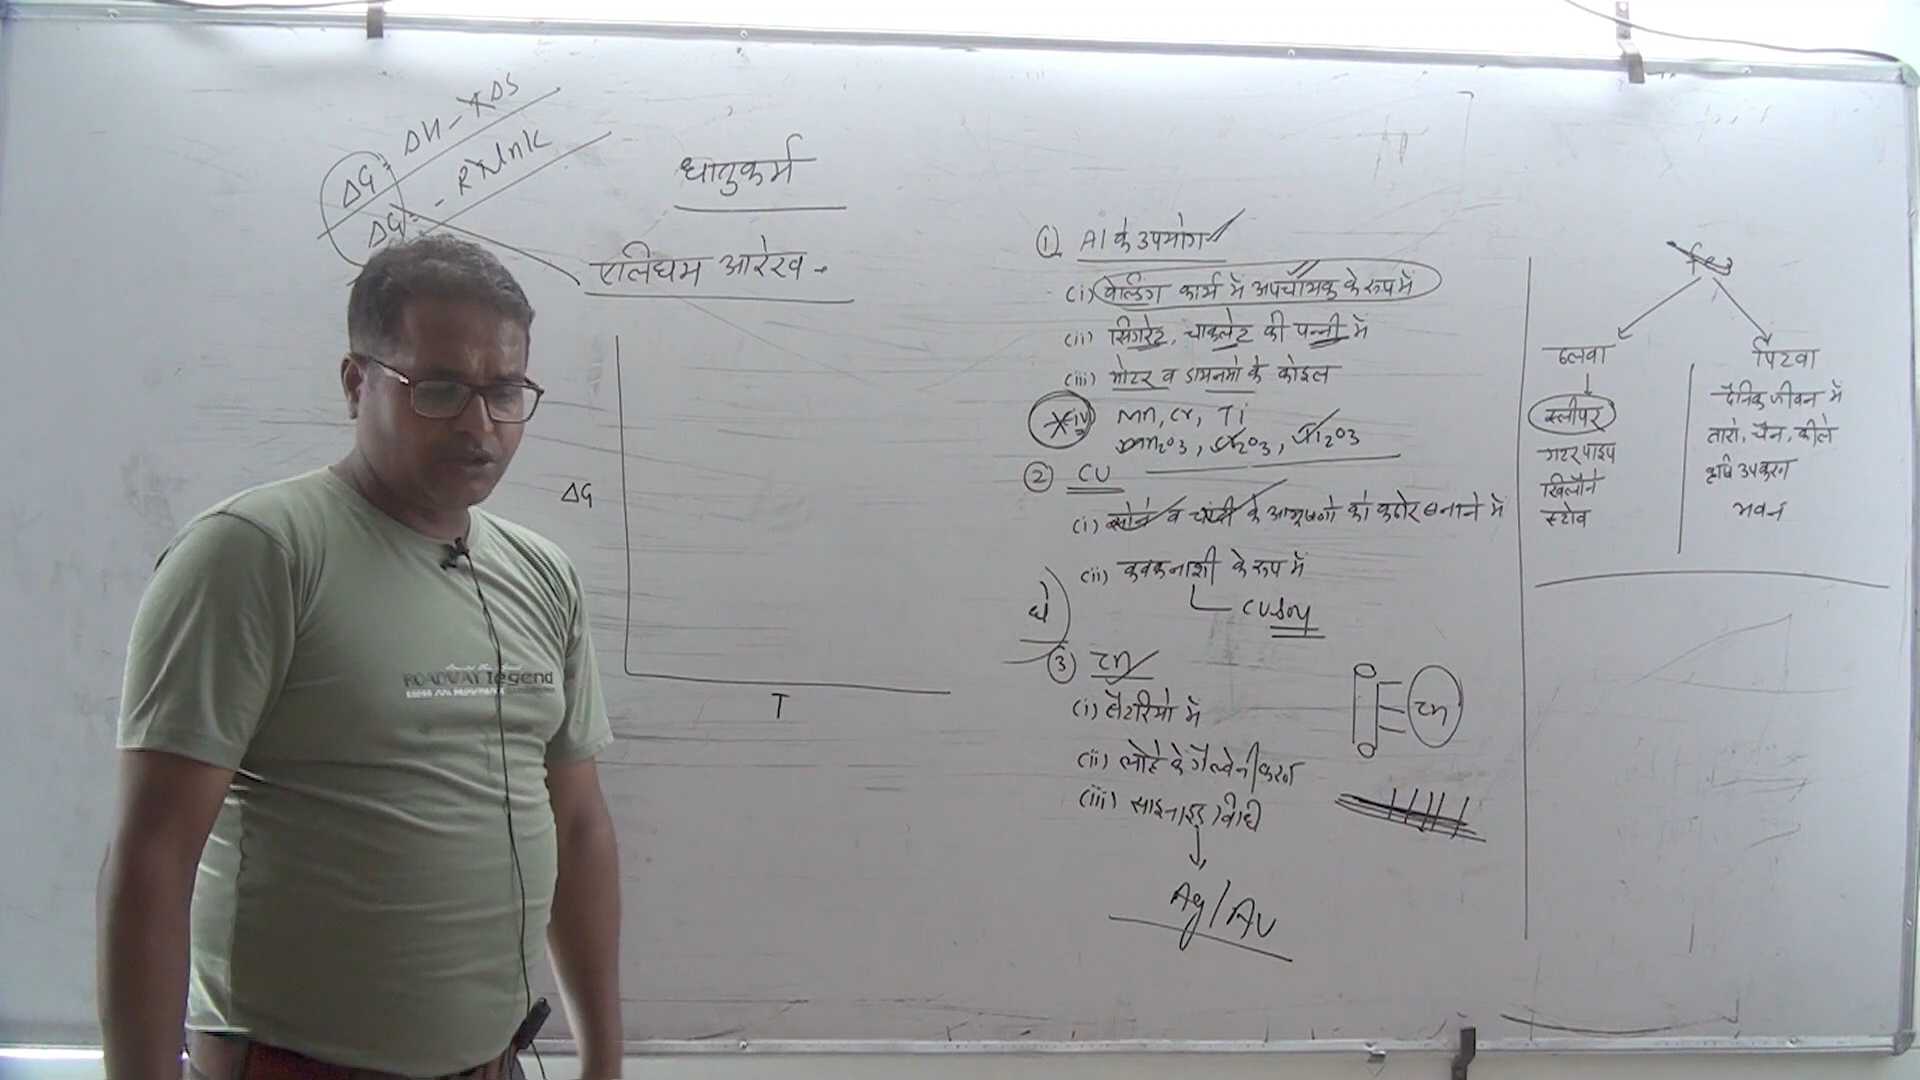 ΔG = ΔH - TΔS
ΔG = - RTlnK
धातुकर्म
एलिंघम आरेख -
ΔG
T
① Al के उपयोग
(i) वेल्डिंग कार्य में अपचायक के रूप में
(ii) सिगरेट, चाकलेट की पन्नी में
(iii) मोटर व डायनमो के कोइल
(iv) Mn, Cr, Ti
Mn2O3, Cr2O3, Ti2O3
② CU
(i) सोने व चांदी के आभूषणो को कठोर बनाने में
(ii) कवकनाशी के रूप में
CuSO4
③ Zn
(i) बैटरियो में
Zn
(ii) लोहे के गैल्वेनीकरण
(iii) साइनाइड विधि
Ag/Au
Fe
ढलवा
स्लीपर
गटर पाइप
खिलौने
स्टोव
पिटवा
दैनिक जीवन में
तारो, चैन, कीले
कृषि उपकरण
भवन
ROADWAY legend